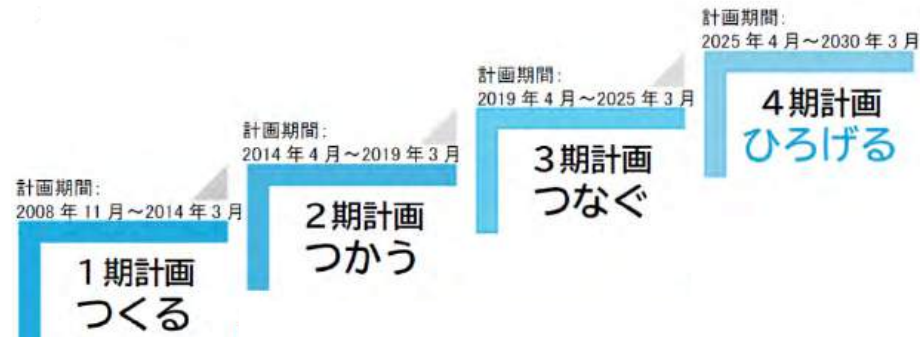 計画期間:
2008年11月～2014年3月
1期計画
つくる
計画期間:
2014年4月～2019年3月
2期計画
つかう
計画期間:
2019年4月～2025年3月
3期計画
つなぐ
計画期間:
2025年4月～2030年3月
4期計画
ひろげる